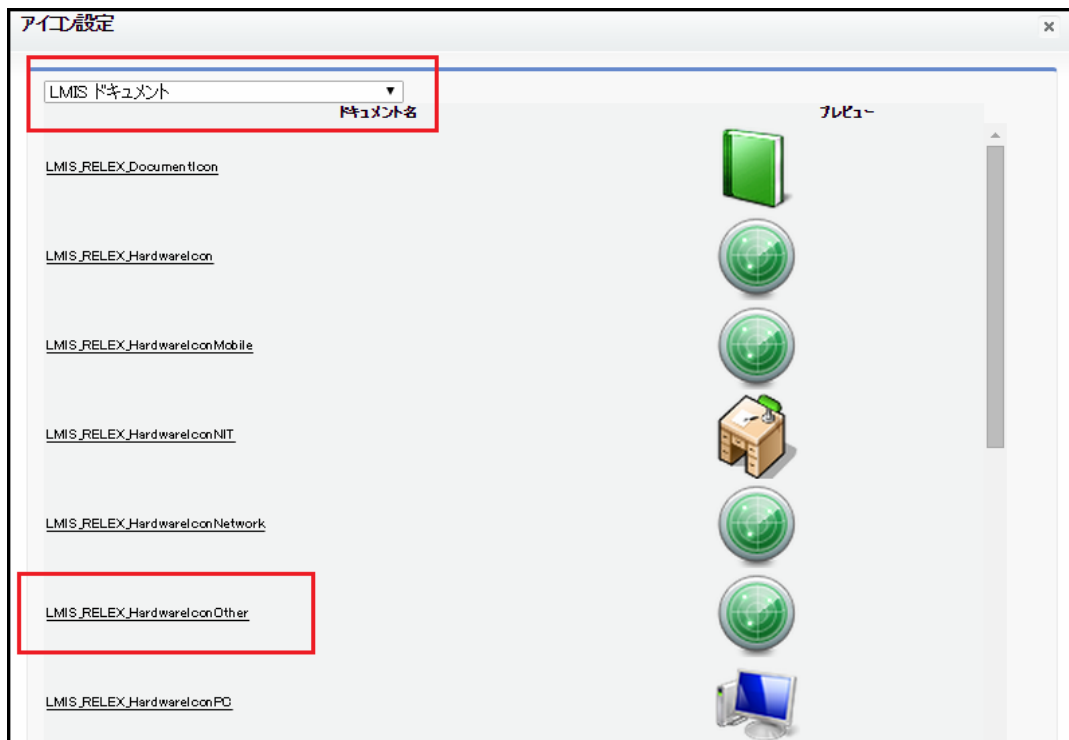 アイコン設定
LMIS ドキュメント
ドキュメント名 プレビュー
LMIS_RELEX_DocumentIcon
LMIS_RELEX_HardwareIcon
LMIS_RELEX_HardwareIconMobile
LMIS_RELEX_HardwareIconNIT
LMIS_RELEX_HardwareIconNetwork
LMIS_RELEX_HardwareIconOther
LMIS_RELEX_HardwareIconPC